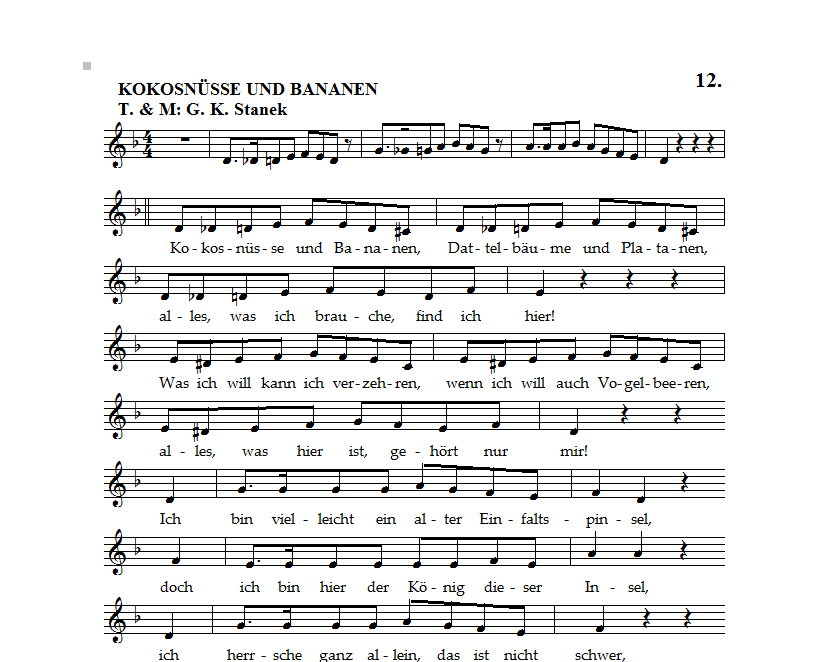 12.
KOKOSNÜSSE UND BANANEN
T. & M: G. K. Stanek
4
4
Ko-kos-nüs-se und Ba-na-nen, Dat-tel-bäu-me und Pla-ta-nen,
al-les, was ich brau-che, find ich hier!
Was ich will kann ich ver-zeh-ren, wenn ich will auch Vo-gel-bee-ren,
al-les, was hier ist, ge-hört nur mir!
Ich bin viel-leicht ein al-ter Ein-falts-pin-sel,
doch ich bin hier der Kö-nig die-ser In-sel,
ich herr-sche ganz al-lein, das ist nicht schwer,